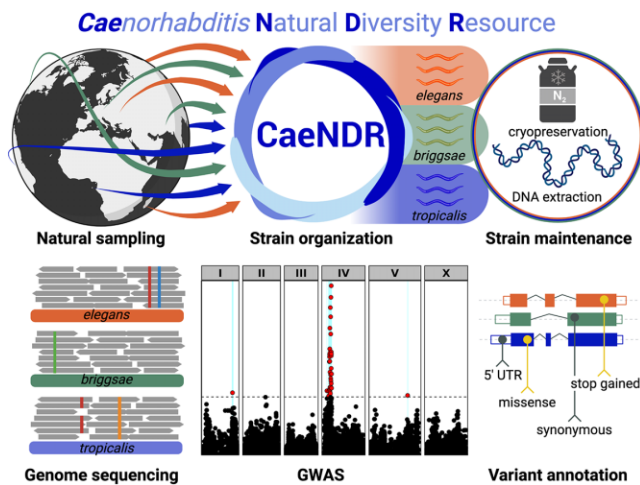 Caenorhabditis Natural Diversity Resource
CaeNDR
elegans
briggsae
tropicalis
N2
cryopreservation
DNA extraction
Natural sampling
Strain organization
Strain maintenance
elegans
briggsae
tropicalis
Genome sequencing
I II III IV V X
GWAS
5' UTR
stop gained
missense
synonymous
Variant annotation